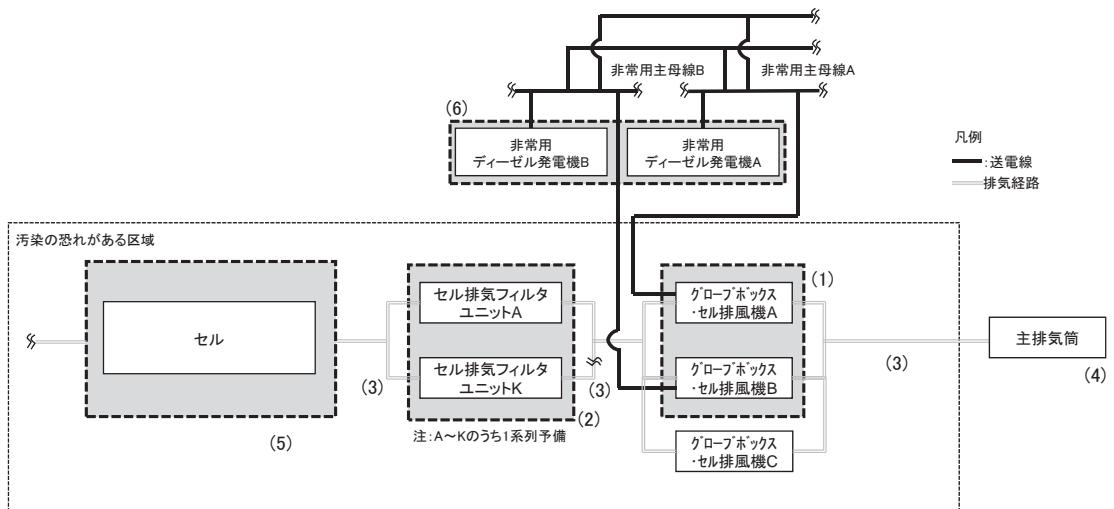 非常用主母線B
非常用主母線A
(6)
非常用
ディーゼル発電機B
非常用
ディーゼル発電機A
凡例
:送電線
排気経路
汚染の恐れがある区域
セル
(5)
(3)
セル排気フィルタ
ユニットA
セル排気フィルタ
ユニットK
(3)
(2)
注:A～Kのうち1系列予備
(1)
グローブボックス
・セル排風機A
グローブボックス
・セル排風機B
グローブボックス
・セル排風機C
(3)
主排気筒
(4)